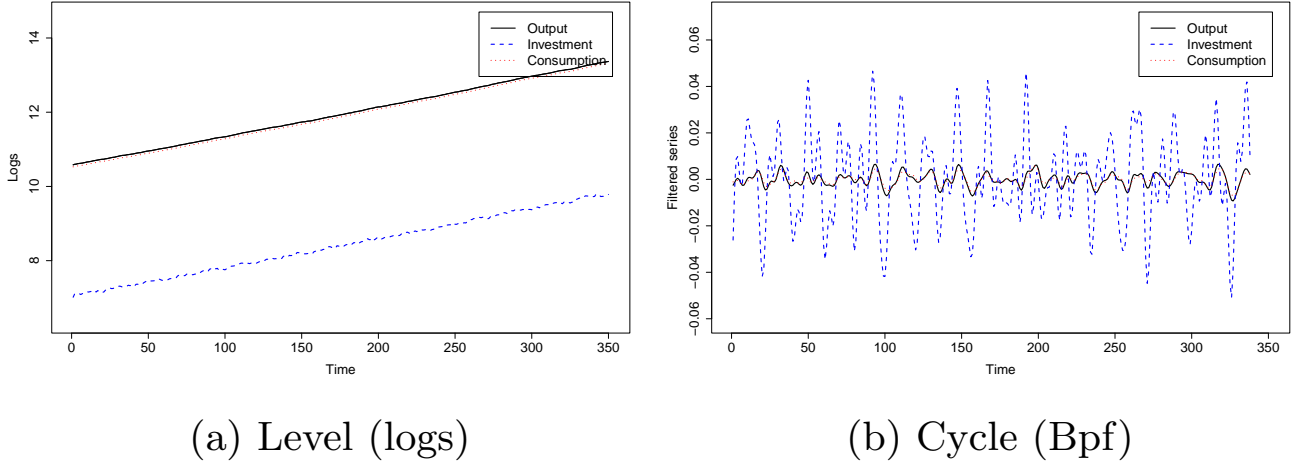 Output
Investment
Consumption
14
12
10
8
Logs
0 50 100 150 200 250 300 350
Time
(a) Level (logs)
Output
Investment
Consumption
0.06
0.04
0.02
0.00
−0.02
−0.04
−0.06
Filtered series
0 50 100 150 200 250 300 350
Time
(b) Cycle (Bpf)